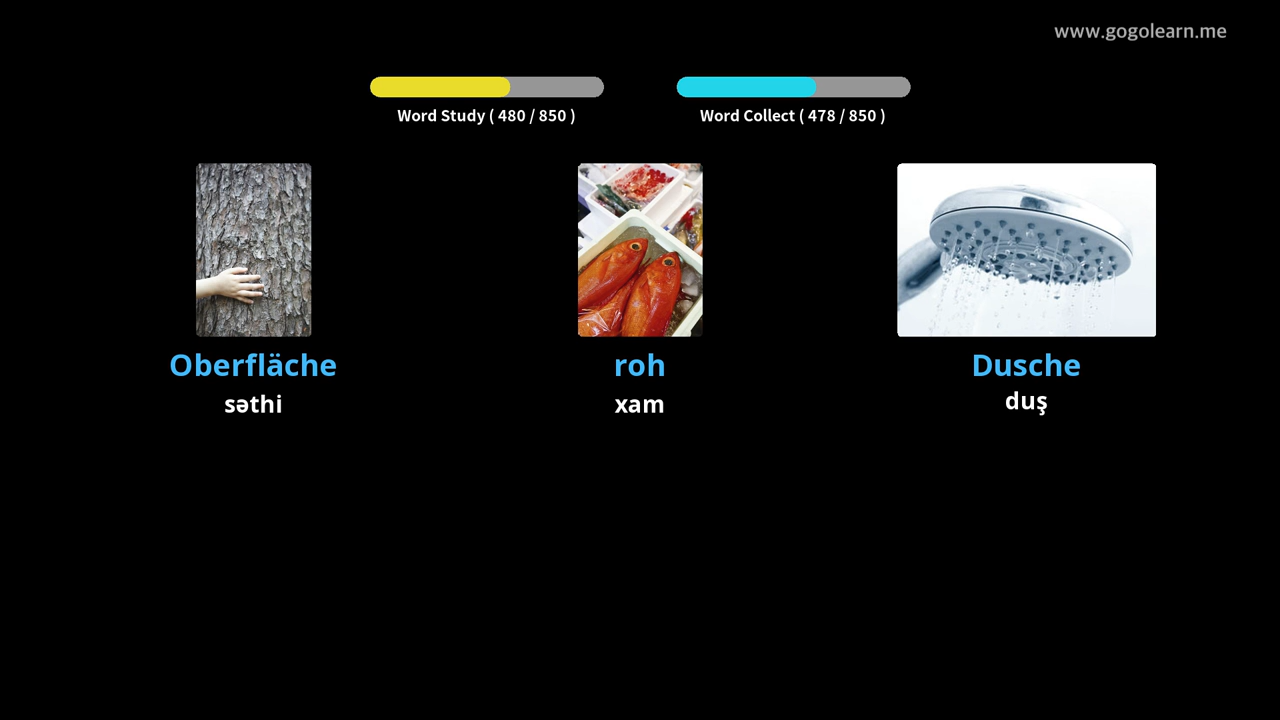 www.gogolearn.me
Word Study ( 480 / 850 )
Word Collect ( 478 / 850 )
Oberfläche
səthi
roh
xam
Dusche
duş